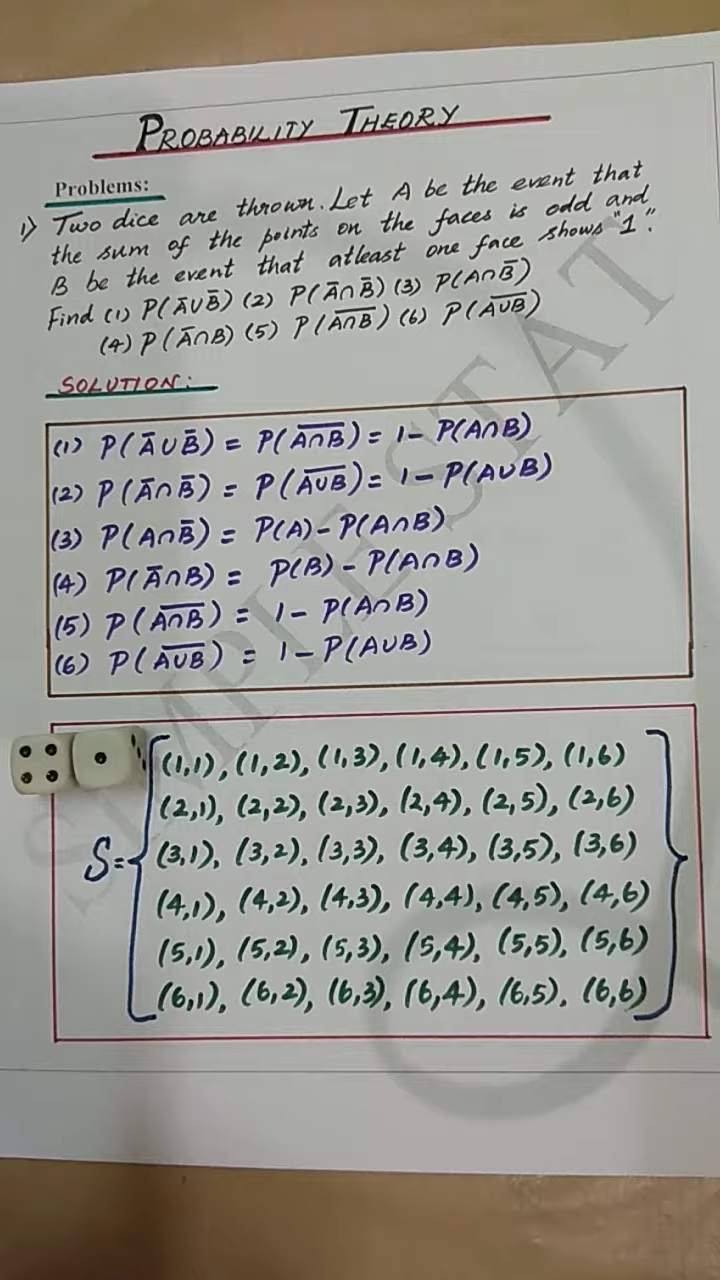 PROBABILITY THEORY
Problems:
1) Two dice are thrown. Let A be the event that
the sum of the points on the faces is odd and
B be the event that atleast one face shows "1".
Find (1) P(A̅∪B̅) (2) P(A̅∩B̅) (3) P(A∩B̅)
(4) P(A̅∩B) (5) P(A̅∩̅B̅) (6) P(A̅∪̅B̅)
SOLUTION:
(1) P(A̅∪B̅) = P(A̅∩̅B̅) = 1 - P(A∩B)
(2) P(A̅∩B̅) = P(A̅∪̅B̅) = 1 - P(A∪B)
(3) P(A∩B̅) = P(A) - P(A∩B)
(4) P(A̅∩B) = P(B) - P(A∩B)
(5) P(A̅∩̅B̅) = 1 - P(A∩B)
(6) P(A̅∪̅B̅) = 1 - P(A∪B)
(1,1), (1,2), (1,3), (1,4), (1,5), (1,6)
(2,1), (2,2), (2,3), (2,4), (2,5), (2,6)
S = { (3,1), (3,2), (3,3), (3,4), (3,5), (3,6) }
(4,1), (4,2), (4,3), (4,4), (4,5), (4,6)
(5,1), (5,2), (5,3), (5,4), (5,5), (5,6)
(6,1), (6,2), (6,3), (6,4), (6,5), (6,6)
SIMPLE STAT